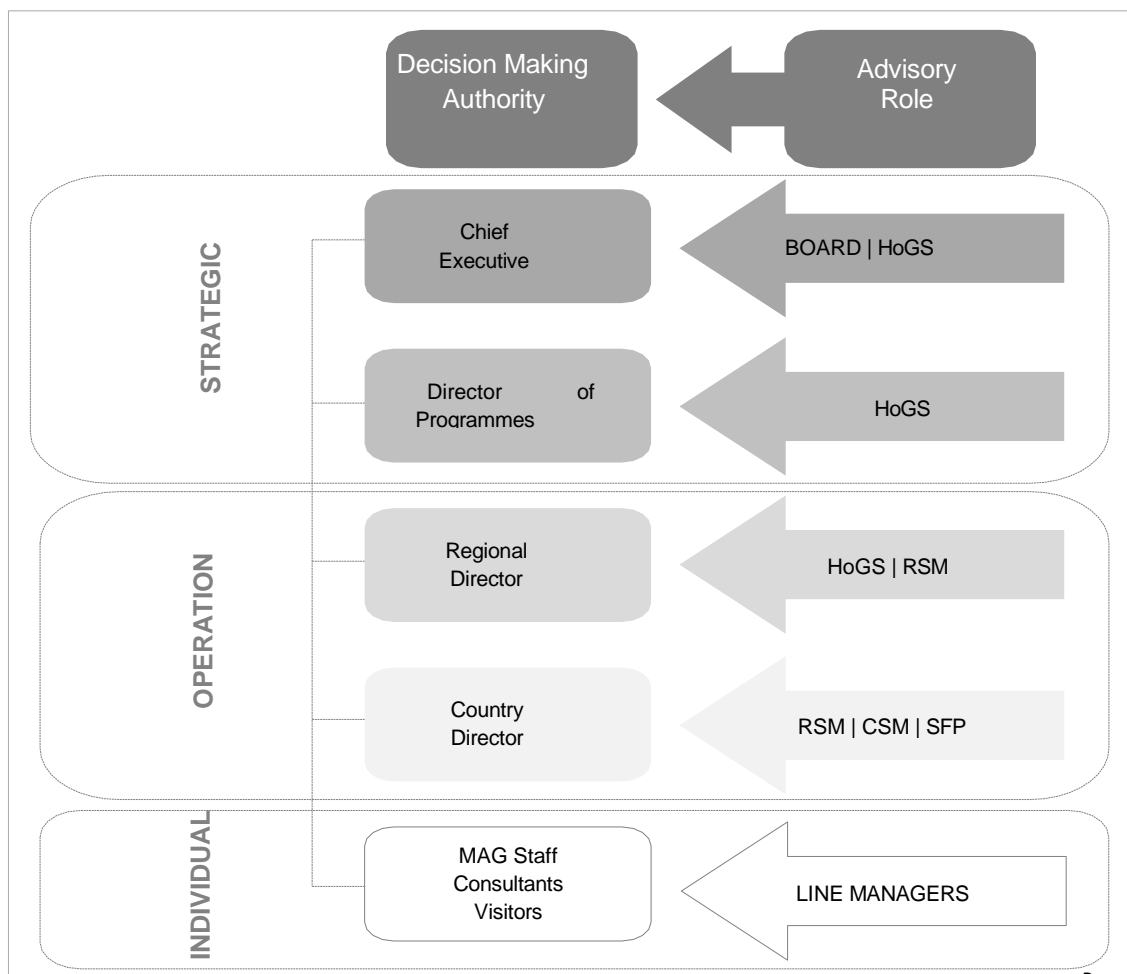 Decision Making
Authority
Advisory
Role
STRATEGIC
Chief
Executive
BOARD | HoGS
Director of
Programmes
HoGS
OPERATION
Regional
Director
HoGS | RSM
Country
Director
RSM | CSM | SFP
INDIVIDUAL
MAG Staff
Consultants
Visitors
LINE MANAGERS